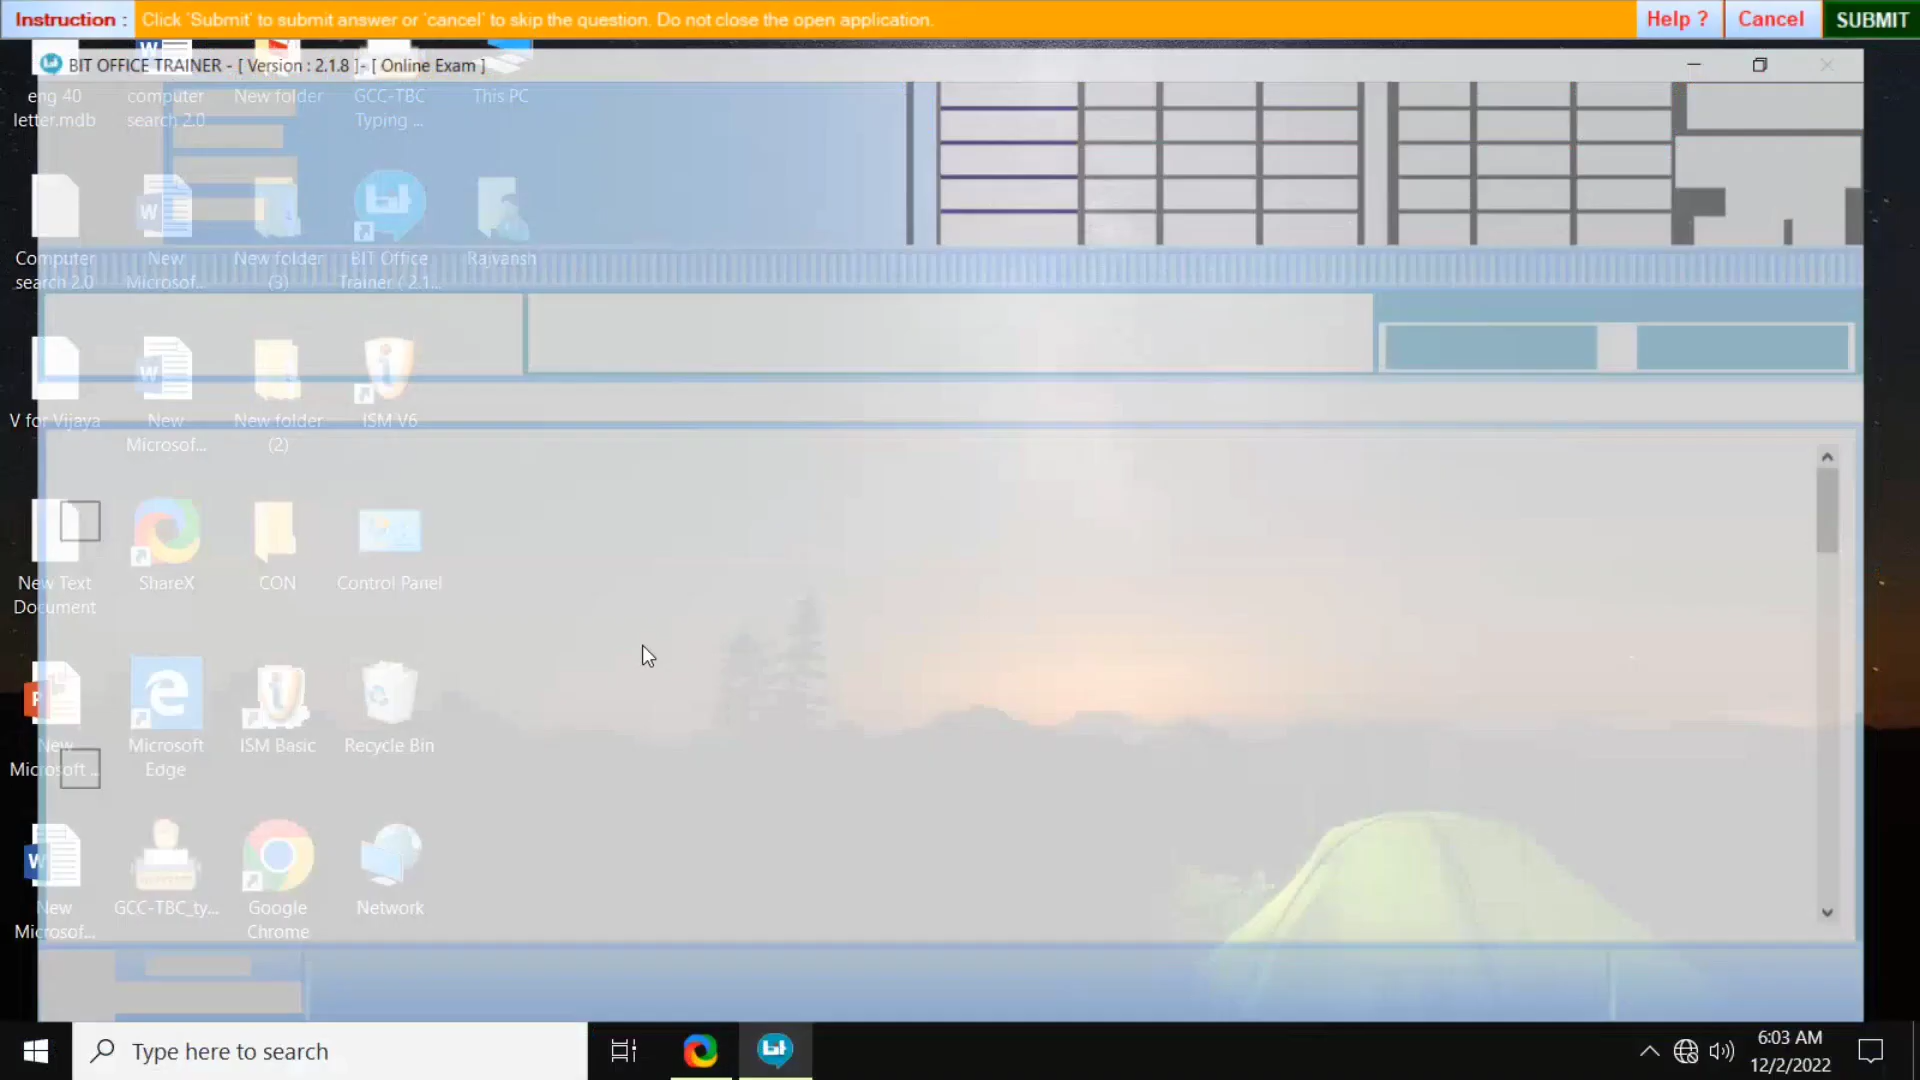 Instruction :
Click `Submit' to submit answer or `cancel' to skip the question. Do not close the open application.
Help ?
Cancel
SUBMIT
BIT OFFICE TRAINER - [ Version : 2.1.8 ]- [ Online Exam ]
eng 40
letter.mdb
computer
search 2.0
New folder
GCC-TBC
Typing ...
This PC
Computer
search 2.0
New
Microsof...
New folder
(3)
BIT Office
Trainer ( 2.1...
Rajvansh
V for Vijaya
New
Microsof...
New folder
(2)
ISM V6
New Text
Document
ShareX
CON
Control Panel
New
Microsoft ...
Microsoft
Edge
ISM Basic
Recycle Bin
New
Microsof...
GCC-TBC_ty...
Google
Chrome
Network
Type here to search
6:03 AM
12/2/2022